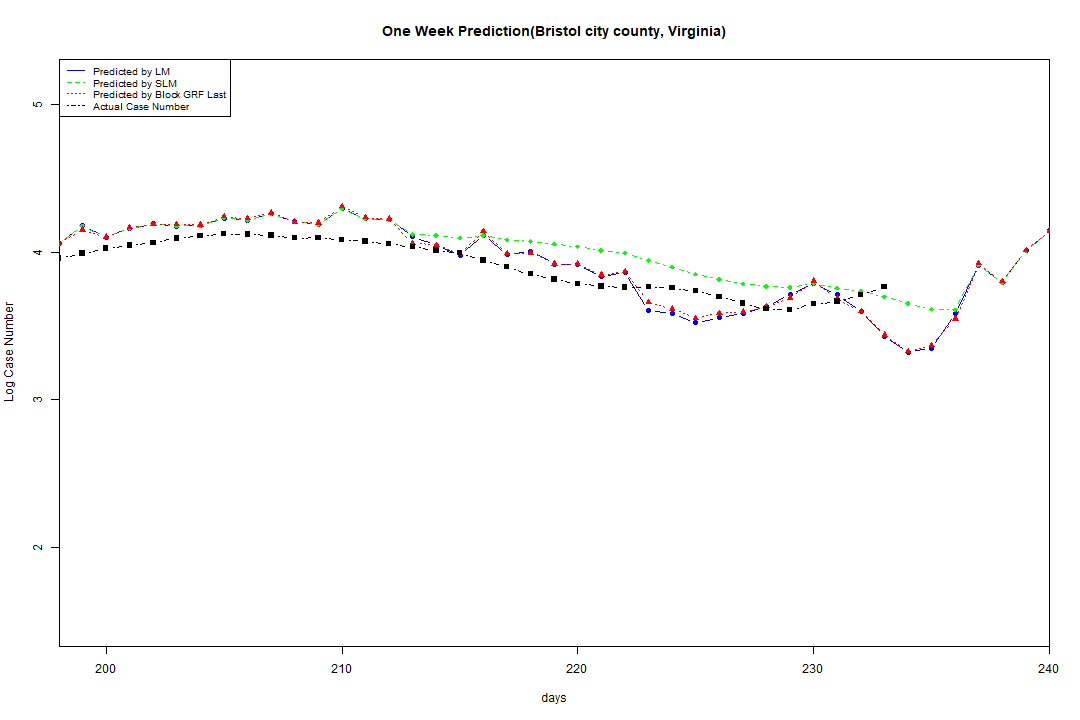 One Week Prediction(Bristol city county, Virginia)
Predicted by LM
Predicted by SLM
Predicted by Block GRF Last
Actual Case Number
5
4
3
2
Log Case Number
200 210 220 230 240
days